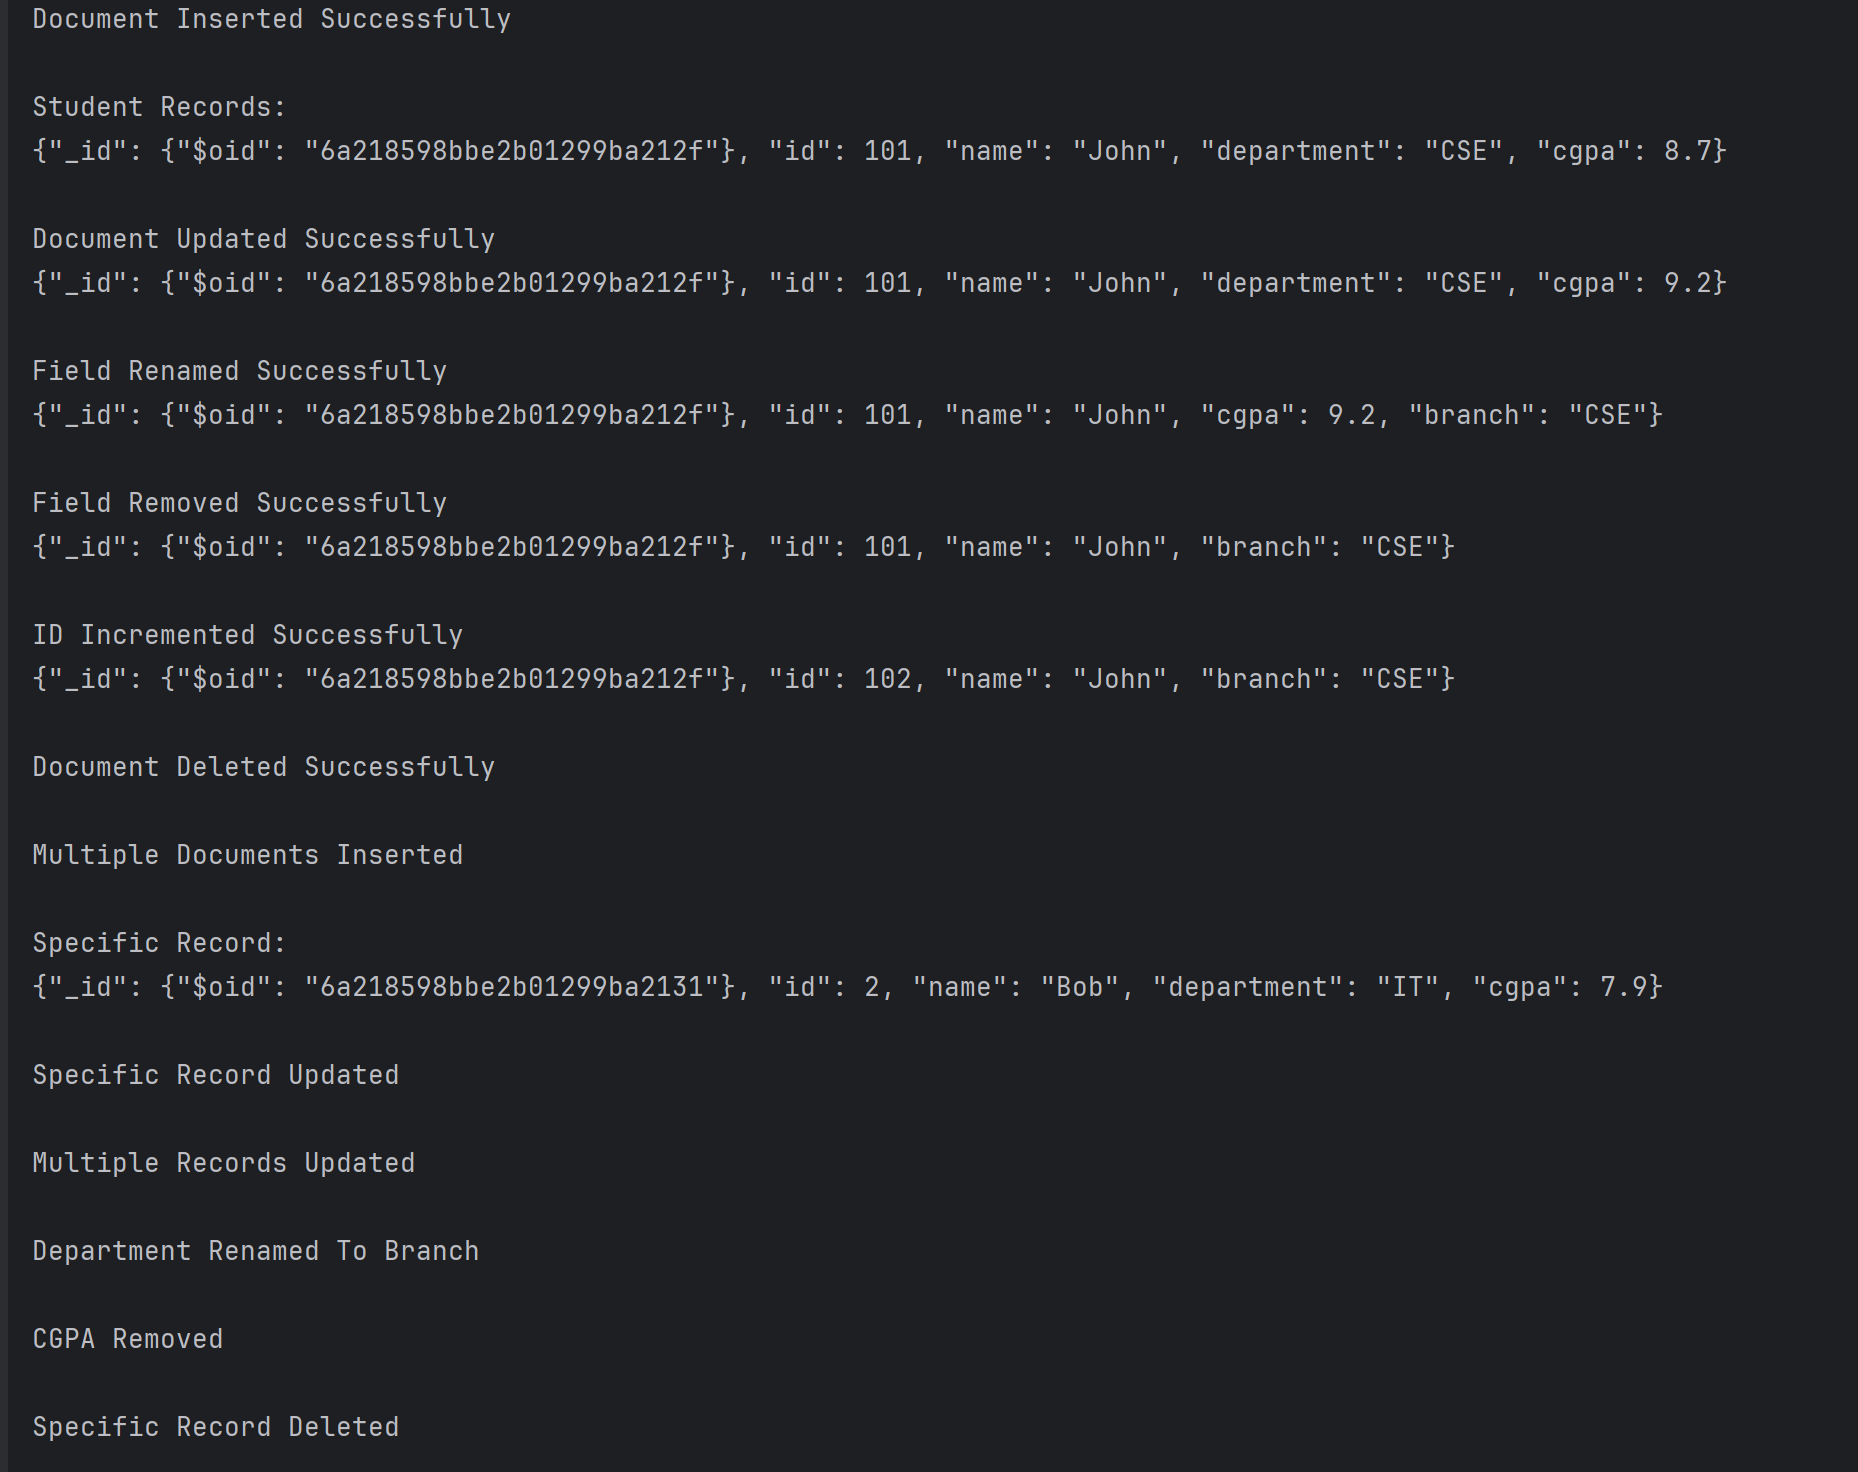 Document Inserted Successfully
Student Records:
{"_id": {"$oid": "6a218598bbe2b01299ba212f"}, "id": 101, "name": "John", "department": "CSE", "cgpa": 8.7}
Document Updated Successfully
{"_id": {"$oid": "6a218598bbe2b01299ba212f"}, "id": 101, "name": "John", "department": "CSE", "cgpa": 9.2}
Field Renamed Successfully
{"_id": {"$oid": "6a218598bbe2b01299ba212f"}, "id": 101, "name": "John", "cgpa": 9.2, "branch": "CSE"}
Field Removed Successfully
{"_id": {"$oid": "6a218598bbe2b01299ba212f"}, "id": 101, "name": "John", "branch": "CSE"}
ID Incremented Successfully
{"_id": {"$oid": "6a218598bbe2b01299ba212f"}, "id": 102, "name": "John", "branch": "CSE"}
Document Deleted Successfully
Multiple Documents Inserted
Specific Record:
{"_id": {"$oid": "6a218598bbe2b01299ba2131"}, "id": 2, "name": "Bob", "department": "IT", "cgpa": 7.9}
Specific Record Updated
Multiple Records Updated
Department Renamed To Branch
CGPA Removed
Specific Record Deleted